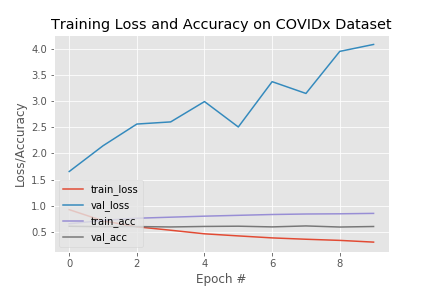 Training Loss and Accuracy on COVIDx Dataset
Loss/Accuracy
4.0
3.5
3.0
2.5
2.0
1.5
1.0
0.5
train_loss
val_loss
train_acc
val_acc
0 2 4 6 8
Epoch #